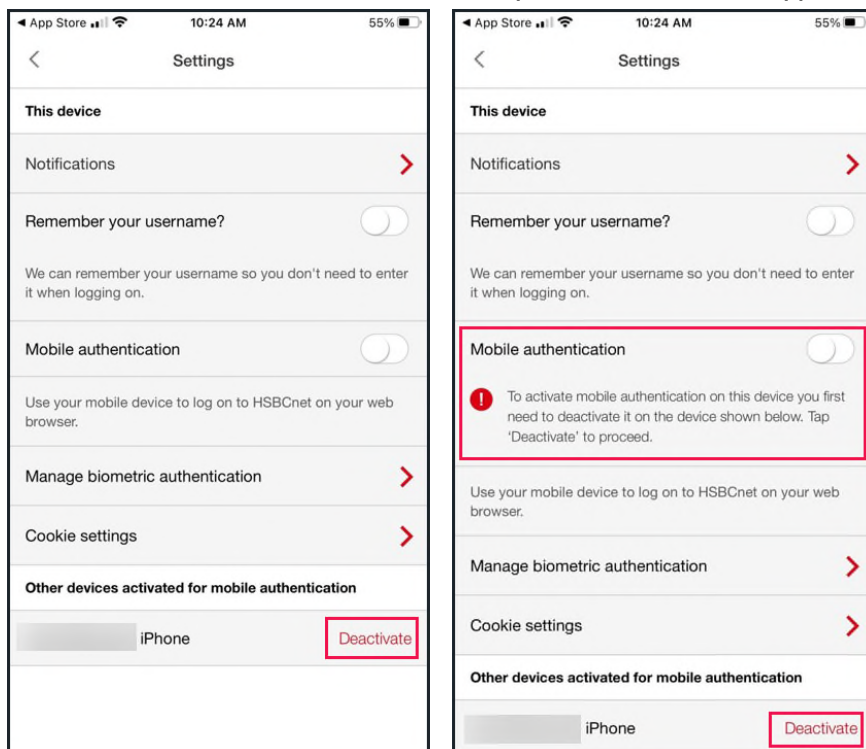 App Store 10:24 AM 55%
Settings
This device
Notifications
Remember your username?
We can remember your username so you don't need to enter
it when logging on.
Mobile authentication
Use your mobile device to log on to HSBCnet on your web
browser.
Manage biometric authentication
Cookie settings
Other devices activated for mobile authentication
iPhone Deactivate
App Store 10:24 AM 55%
Settings
This device
Notifications
Remember your username?
We can remember your username so you don't need to enter
it when logging on.
Mobile authentication
To activate mobile authentication on this device you first
need to deactivate it on the device shown below. Tap
'Deactivate' to proceed.
Use your mobile device to log on to HSBCnet on your web
browser.
Manage biometric authentication
Cookie settings
Other devices activated for mobile authentication
iPhone Deactivate